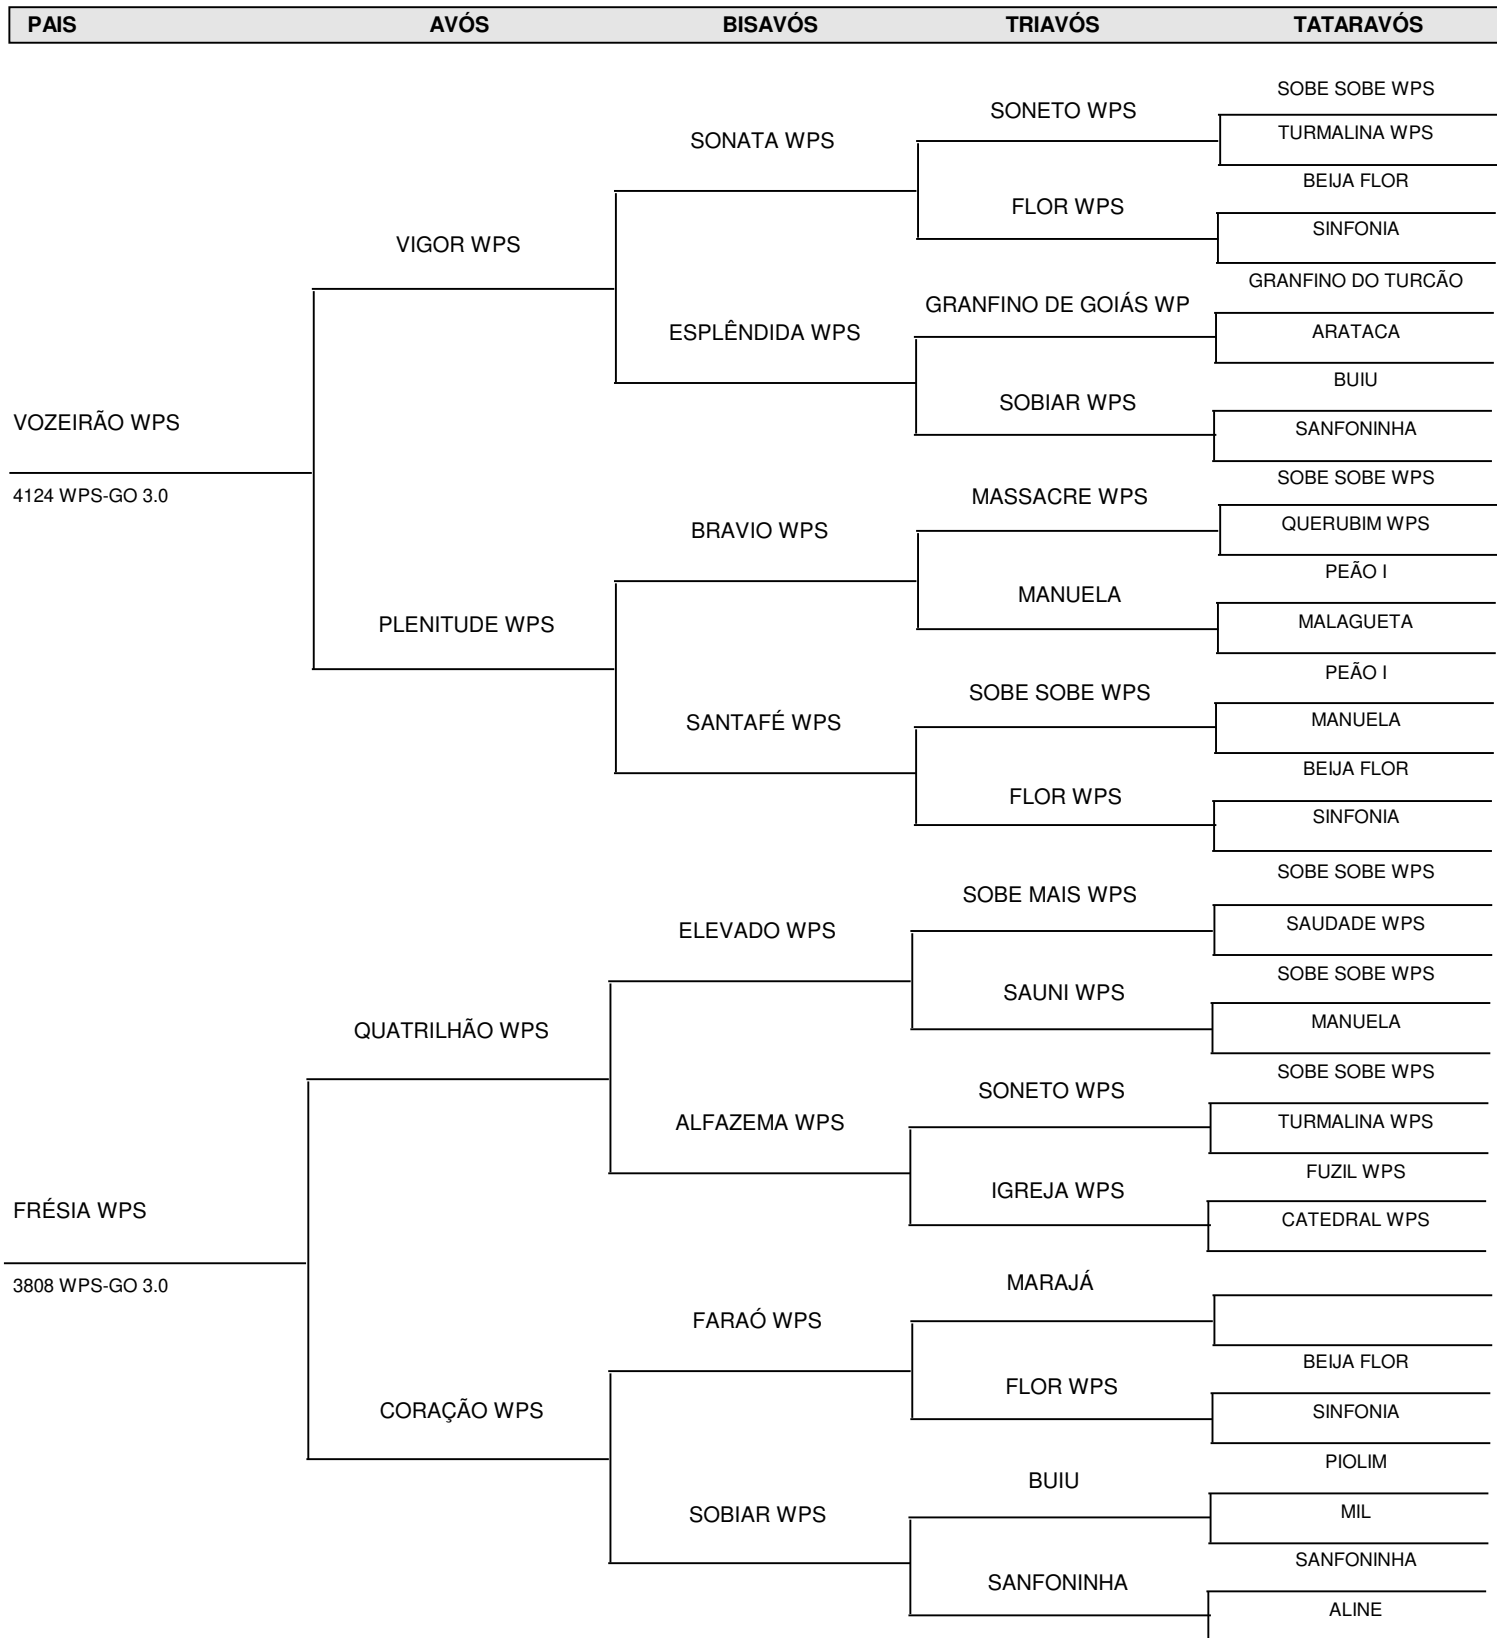 PAIS AVÓS BISAVÓS TRIAVÓS TATARAVÓS
SOBE SOBE WPS
SONETO WPS
TURMALINA WPS
SONATA WPS
BEIJA FLOR
FLOR WPS
SINFONIA
VIGOR WPS
GRANFINO DO TURCÃO
GRANFINO DE GOIÁS WP
ESPLÊNDIDA WPS
ARATACA
BUIU
SOBIAR WPS
VOZEIRÃO WPS
SANFONINHA
SOBE SOBE WPS
4124 WPS-GO 3.0
MASSACRE WPS
QUERUBIM WPS
BRAVIO WPS
PEÃO I
MANUELA
PLENITUDE WPS
MALAGUETA
PEÃO I
SOBE SOBE WPS
SANTAFÉ WPS
MANUELA
BEIJA FLOR
FLOR WPS
SINFONIA
SOBE SOBE WPS
SOBE MAIS WPS
SAUDADE WPS
ELEVADO WPS
SOBE SOBE WPS
SAUNI WPS
MANUELA
QUATRILHÃO WPS
SOBE SOBE WPS
SONETO WPS
ALFAZEMA WPS
TURMALINA WPS
FUZIL WPS
IGREJA WPS
FRÉSIA WPS
CATEDRAL WPS
3808 WPS-GO 3.0
MARAJÁ
FARAÓ WPS
BEIJA FLOR
FLOR WPS
CORAÇÃO WPS
SINFONIA
PIOLIM
BUIU
SOBIAR WPS
MIL
SANFONINHA
SANFONINHA
ALINE